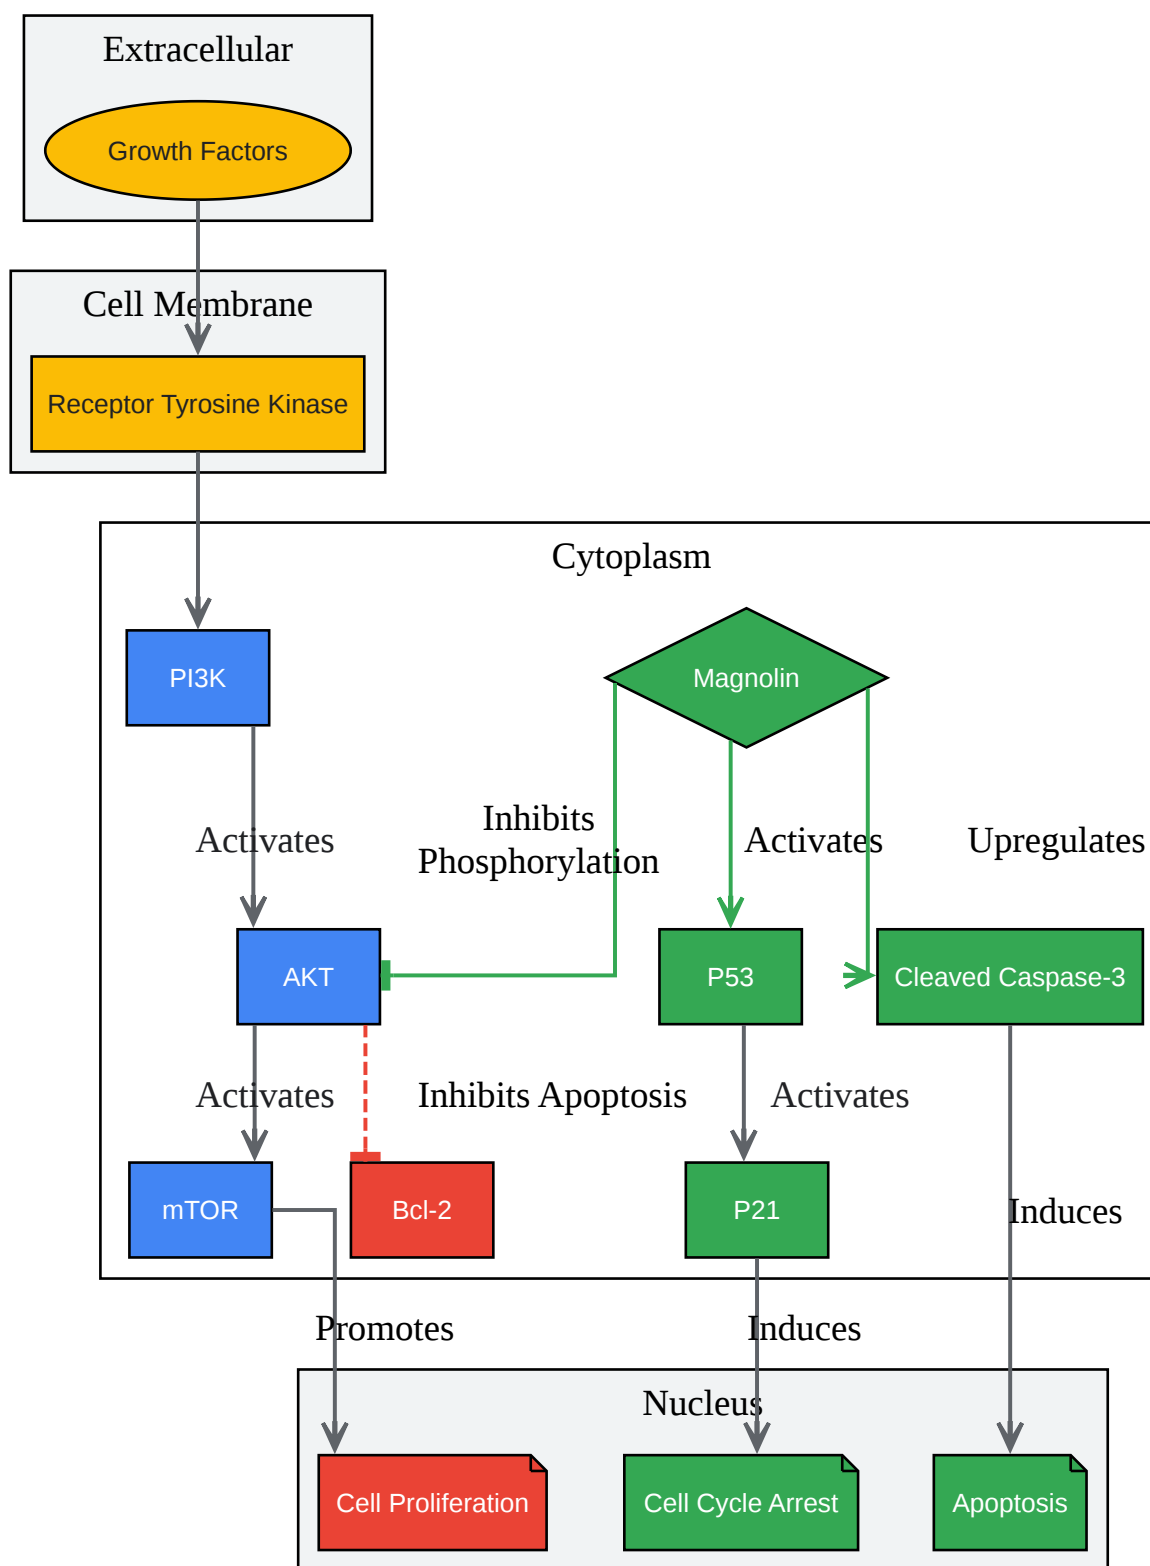 Extracellular
Growth Factors
Cell Membrane
Receptor Tyrosine Kinase
Cytoplasm
PI3K
Magnolin
Activates
Inhibits
Phosphorylation
Activates
Upregulates
AKT
P53
Cleaved Caspase-3
Activates
Inhibits Apoptosis
Activates
mTOR
Bcl-2
P21
Induces
Promotes
Induces
Nucleus
Cell Proliferation
Cell Cycle Arrest
Apoptosis